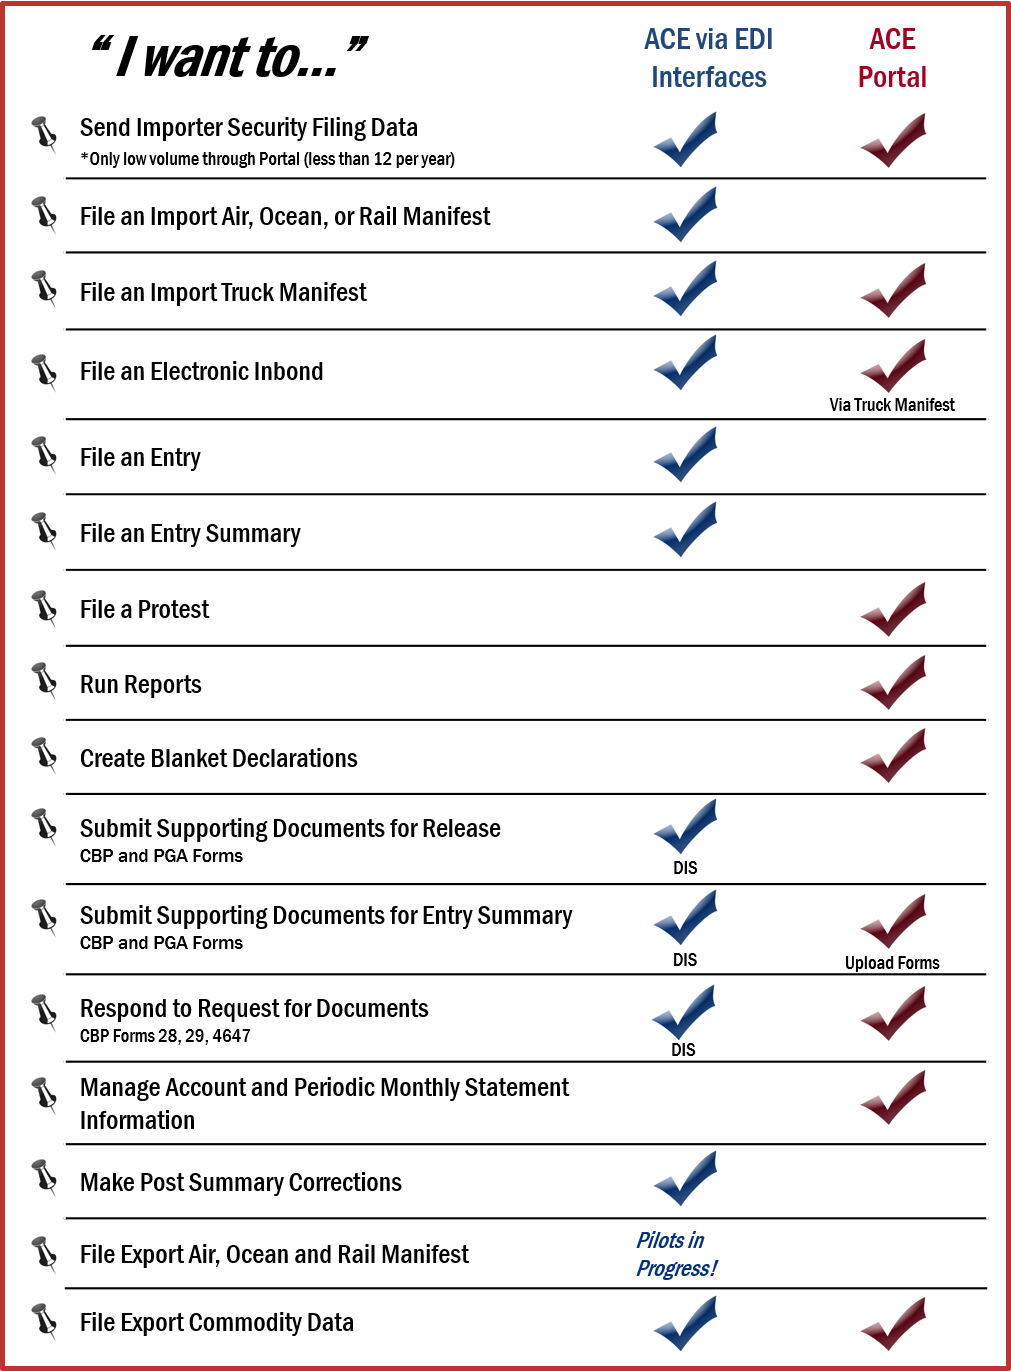 “ I want to...”
ACE via EDI
Interfaces
ACE
Portal
Send Importer Security Filing Data
*Only low volume through Portal (less than 12 per year)
File an Import Air, Ocean, or Rail Manifest
File an Import Truck Manifest
File an Electronic Inbond
Via Truck Manifest
File an Entry
File an Entry Summary
File a Protest
Run Reports
Create Blanket Declarations
Submit Supporting Documents for Release
CBP and PGA Forms
DIS
Submit Supporting Documents for Entry Summary
CBP and PGA Forms
DIS
Upload Forms
Respond to Request for Documents
CBP Forms 28, 29, 4647
DIS
Manage Account and Periodic Monthly Statement
Information
Make Post Summary Corrections
File Export Air, Ocean and Rail Manifest
Pilots in
Progress!
File Export Commodity Data